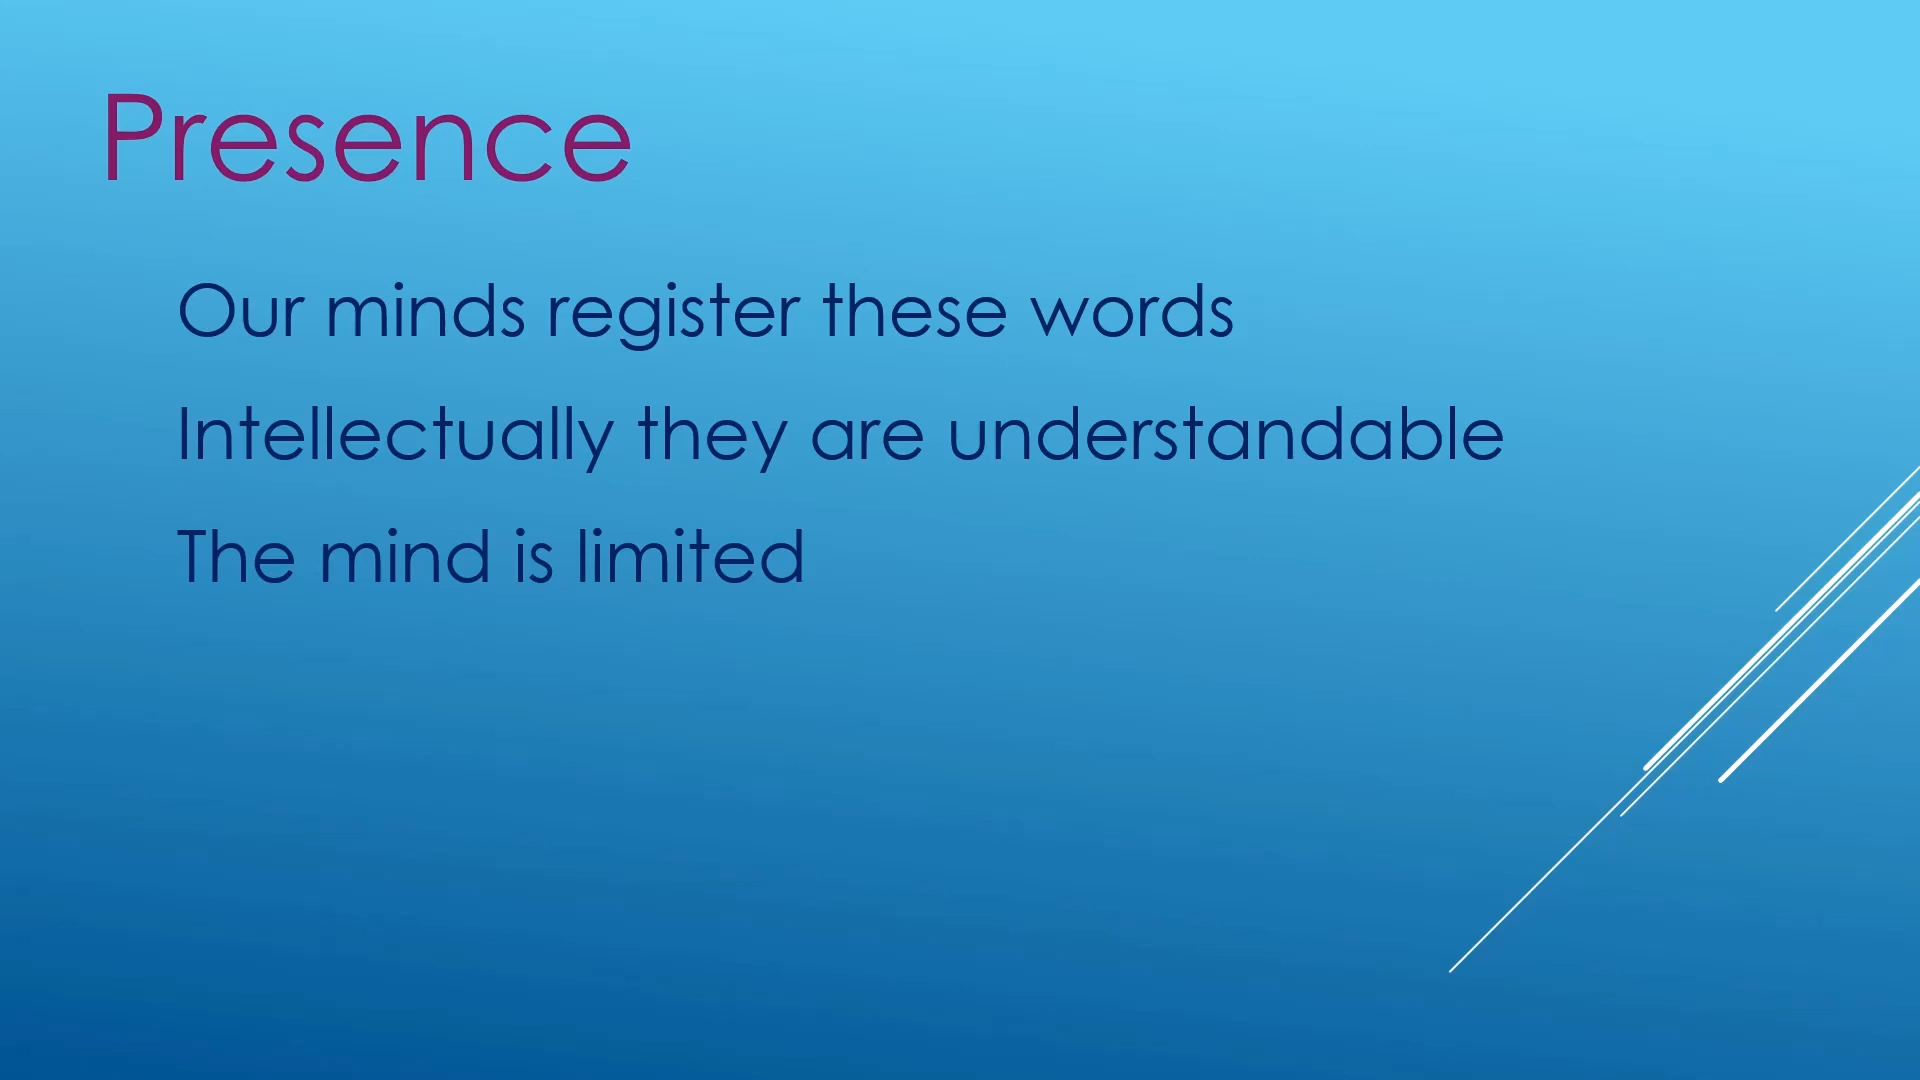 Presence
Our minds register these words
Intellectually they are understandable
The mind is limited